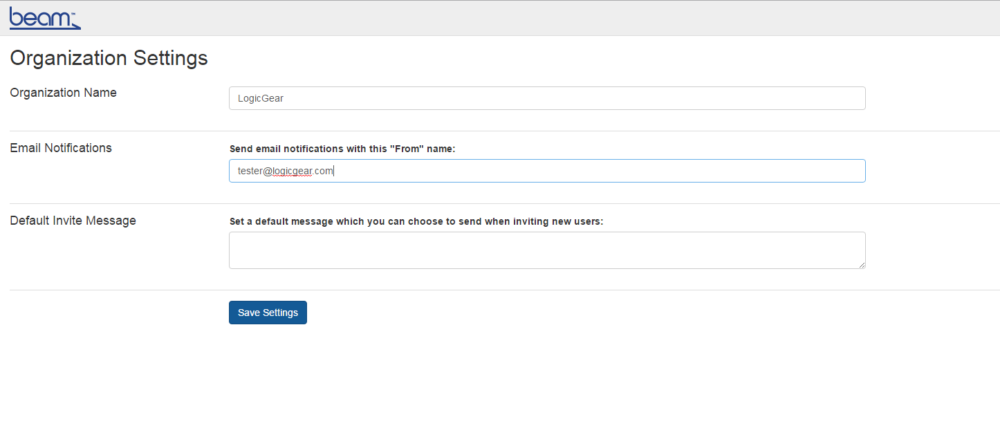 beam™
Organization Settings
Organization Name
LogicGear
Email Notifications
Send email notifications with this "From" name:
tester@logicgear.com
Default Invite Message
Set a default message which you can choose to send when inviting new users:
Save Settings